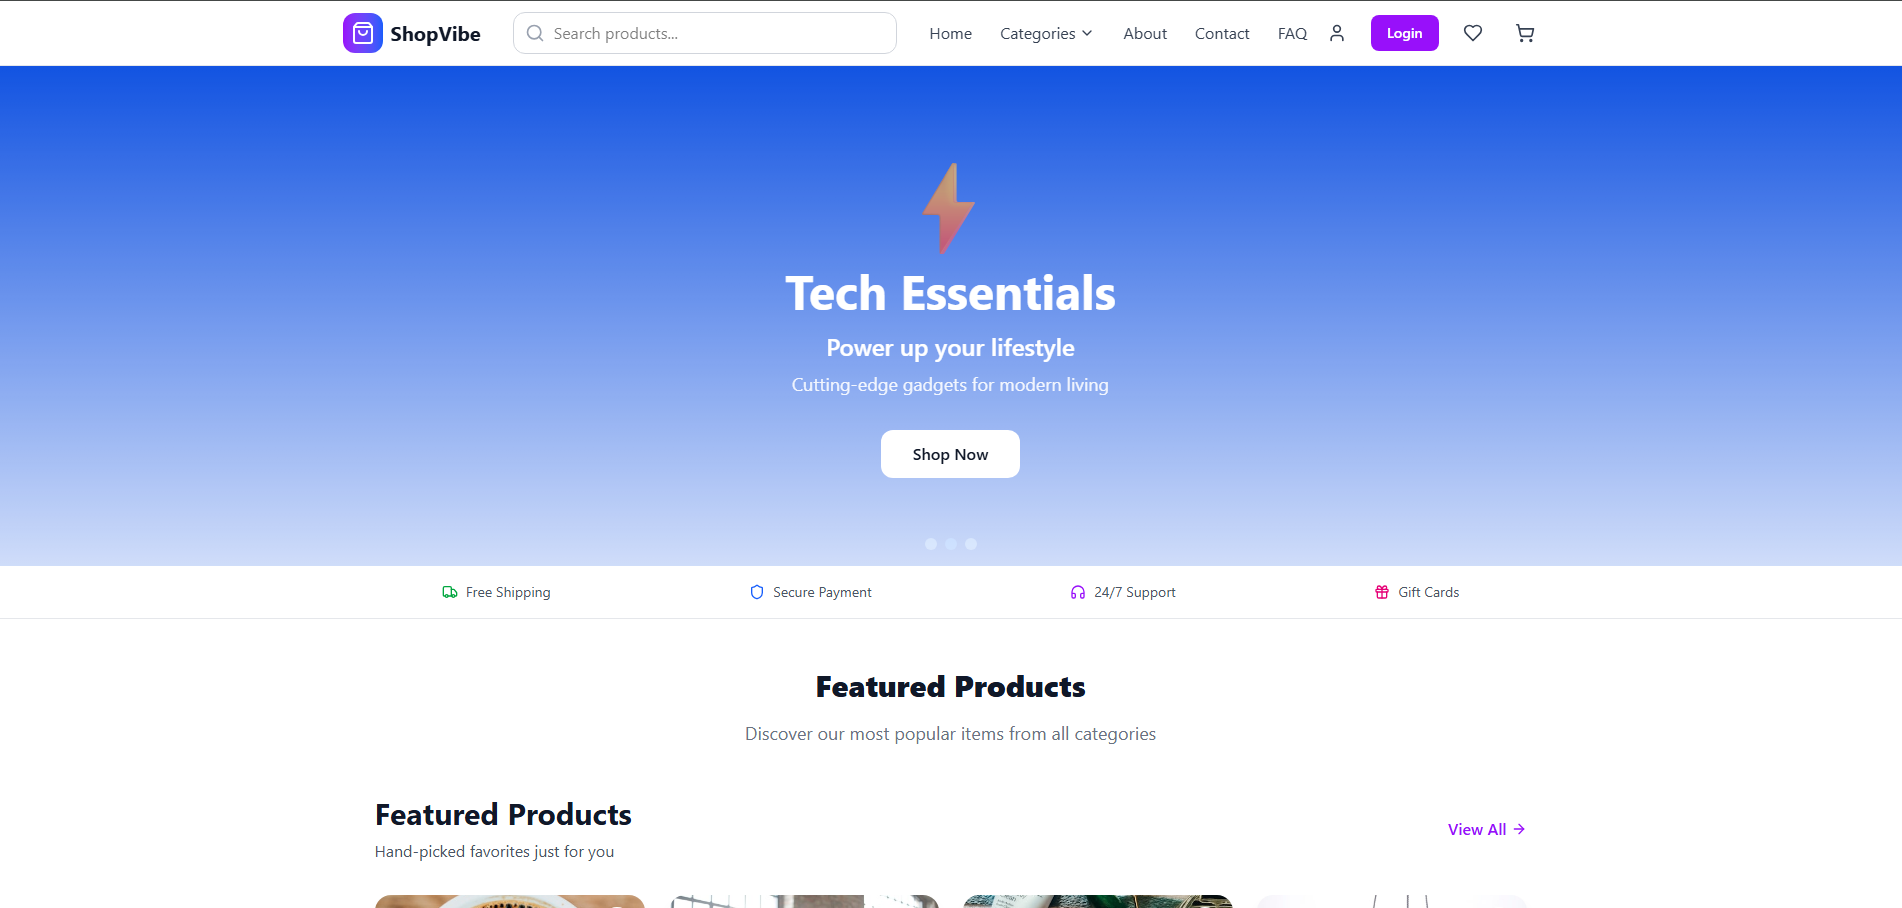 ShopVibe
Search products...
Home
Categories
About
Contact
FAQ
Login
Tech Essentials
Power up your lifestyle
Cutting-edge gadgets for modern living
Shop Now
Free Shipping
Secure Payment
24/7 Support
Gift Cards
Featured Products
Discover our most popular items from all categories
Featured Products
Hand-picked favorites just for you
View All